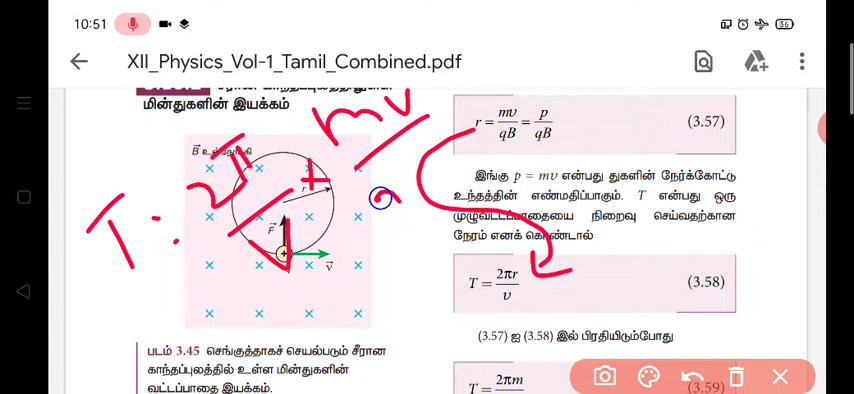 10:51
36
XII_Physics_Vol-1_Tamil_Combined.pdf
மின்துகளின் இயக்கம்
r = mv/qB = p/qB (3.57)
இங்கு p = mv என்பது துகளின் நேர்க்கோட்டு
உந்தத்தின் எண்மதிப்பாகும். T என்பது ஒரு
முழுவட்டப்பாதையை நிறைவு செய்வதற்கான
நேரம் எனக் கொண்டால்
T = 2πr/v (3.58)
(3.57) ஐ (3.58) இல் பிரதியிடும்போது
T = 2πm (3.59)
B⃗
r
F⃗
+
v⃗
T = 2π
mv
படம் 3.45 செங்குத்தாகச் செயல்படும் சீரான
காந்தப்புலத்தில் உள்ள மின்துகளின்
வட்டப்பாதை இயக்கம்.